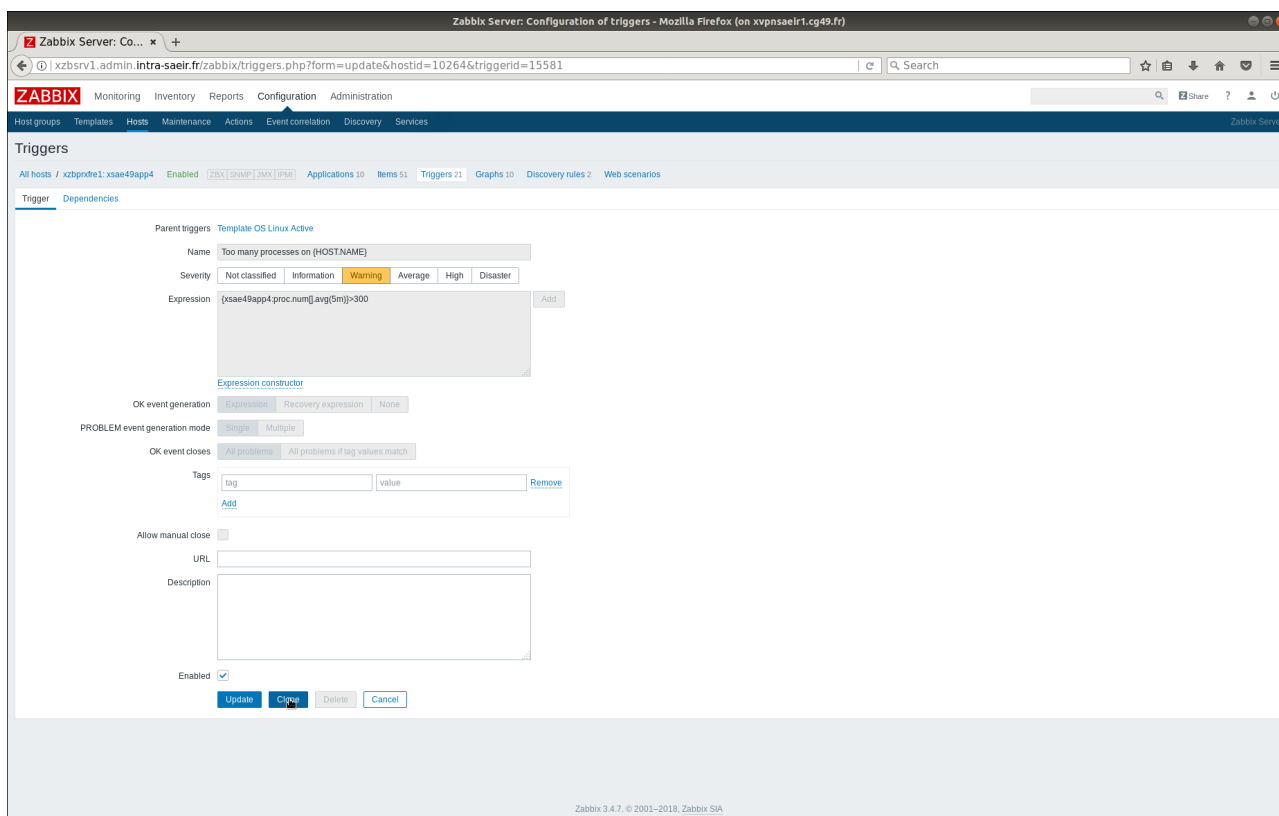 Zabbix Server: Configuration of triggers - Mozilla Firefox (on xvpnsaeir1.cg49.fr)
Z Zabbix Server: Co... × +
xzbsrv1.admin.intra-saeir.fr/zabbix/triggers.php?form=update&hostid=10264&triggerid=15581 Search
ZABBIX Monitoring Inventory Reports Configuration Administration Z Share ?
Host groups Templates Hosts Maintenance Actions Event correlation Discovery Services Zabbix Serve
Triggers
All hosts / xzbprxfre1: xsae49app4 Enabled ZBX SNMP JMX IPMI Applications 10 Items 51 Triggers 21 Graphs 10 Discovery rules 2 Web scenarios
Trigger Dependencies
Parent triggers Template OS Linux Active
Name Too many processes on {HOST.NAME}
Severity Not classified Information Warning Average High Disaster
Expression {xsae49app4:proc.num[].avg(5m)}>300 Add
Expression constructor
OK event generation Expression Recovery expression None
PROBLEM event generation mode Single Multiple
OK event closes All problems All problems if tag values match
Tags tag value Remove
Add
Allow manual close
URL
Description
Enabled
Update Clone Delete Cancel
Zabbix 3.4.7. © 2001–2018, Zabbix SIA